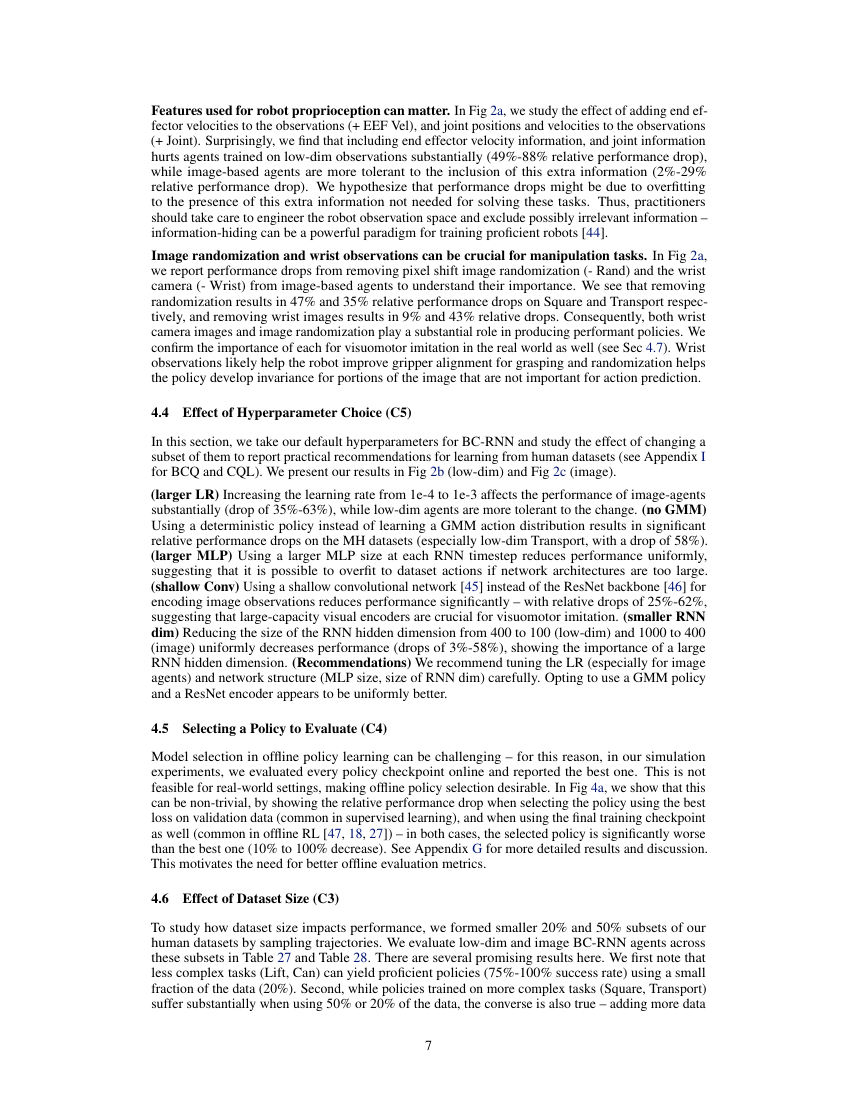 Features used for robot proprioception can matter. In Fig 2a, we study the effect of adding end ef-
fector velocities to the observations (+ EEF Vel), and joint positions and velocities to the observations
(+ Joint). Surprisingly, we find that including end effector velocity information, and joint information
hurts agents trained on low-dim observations substantially (49%-88% relative performance drop),
while image-based agents are more tolerant to the inclusion of this extra information (2%-29%
relative performance drop). We hypothesize that performance drops might be due to overfitting
to the presence of this extra information not needed for solving these tasks. Thus, practitioners
should take care to engineer the robot observation space and exclude possibly irrelevant information –
information-hiding can be a powerful paradigm for training proficient robots [44].
Image randomization and wrist observations can be crucial for manipulation tasks. In Fig 2a,
we report performance drops from removing pixel shift image randomization (- Rand) and the wrist
camera (- Wrist) from image-based agents to understand their importance. We see that removing
randomization results in 47% and 35% relative performance drops on Square and Transport respec-
tively, and removing wrist images results in 9% and 43% relative drops. Consequently, both wrist
camera images and image randomization play a substantial role in producing performant policies. We
confirm the importance of each for visuomotor imitation in the real world as well (see Sec 4.7). Wrist
observations likely help the robot improve gripper alignment for grasping and randomization helps
the policy develop invariance for portions of the image that are not important for action prediction.
4.4 Effect of Hyperparameter Choice (C5)
In this section, we take our default hyperparameters for BC-RNN and study the effect of changing a
subset of them to report practical recommendations for learning from human datasets (see Appendix I
for BCQ and CQL). We present our results in Fig 2b (low-dim) and Fig 2c (image).
(larger LR) Increasing the learning rate from 1e-4 to 1e-3 affects the performance of image-agents
substantially (drop of 35%-63%), while low-dim agents are more tolerant to the change. (no GMM)
Using a deterministic policy instead of learning a GMM action distribution results in significant
relative performance drops on the MH datasets (especially low-dim Transport, with a drop of 58%).
(larger MLP) Using a larger MLP size at each RNN timestep reduces performance uniformly,
suggesting that it is possible to overfit to dataset actions if network architectures are too large.
(shallow Conv) Using a shallow convolutional network [45] instead of the ResNet backbone [46] for
encoding image observations reduces performance significantly – with relative drops of 25%-62%,
suggesting that large-capacity visual encoders are crucial for visuomotor imitation. (smaller RNN
dim) Reducing the size of the RNN hidden dimension from 400 to 100 (low-dim) and 1000 to 400
(image) uniformly decreases performance (drops of 3%-58%), showing the importance of a large
RNN hidden dimension. (Recommendations) We recommend tuning the LR (especially for image
agents) and network structure (MLP size, size of RNN dim) carefully. Opting to use a GMM policy
and a ResNet encoder appears to be uniformly better.
4.5 Selecting a Policy to Evaluate (C4)
Model selection in offline policy learning can be challenging – for this reason, in our simulation
experiments, we evaluated every policy checkpoint online and reported the best one. This is not
feasible for real-world settings, making offline policy selection desirable. In Fig 4a, we show that this
can be non-trivial, by showing the relative performance drop when selecting the policy using the best
loss on validation data (common in supervised learning), and when using the final training checkpoint
as well (common in offline RL [47, 18, 27]) – in both cases, the selected policy is significantly worse
than the best one (10% to 100% decrease). See Appendix G for more detailed results and discussion.
This motivates the need for better offline evaluation metrics.
4.6 Effect of Dataset Size (C3)
To study how dataset size impacts performance, we formed smaller 20% and 50% subsets of our
human datasets by sampling trajectories. We evaluate low-dim and image BC-RNN agents across
these subsets in Table 27 and Table 28. There are several promising results here. We first note that
less complex tasks (Lift, Can) can yield proficient policies (75%-100% success rate) using a small
fraction of the data (20%). Second, while policies trained on more complex tasks (Square, Transport)
suffer substantially when using 50% or 20% of the data, the converse is also true – adding more data
7